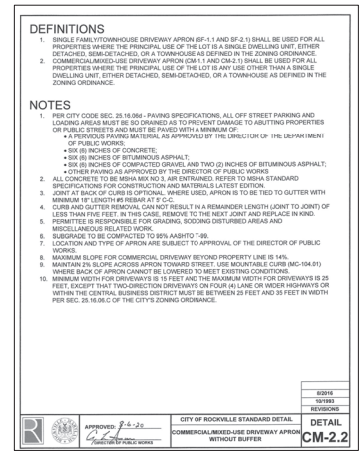 DEFINITIONS
1. SINGLE FAMILY/TOWNHOUSE DRIVEWAY APRON (SF-1.1 AND SF-2.1) SHALL BE USED FOR ALL
PROPERTIES WHERE THE PRINCIPAL USE OF THE LOT IS A SINGLE DWELLING UNIT, EITHER
DETACHED, SEMI-DETACHED, OR A TOWNHOUSE AS DEFINED IN THE ZONING ORDINANCE.
2. COMMERCIAL/MIXED-USE DRIVEWAY APRON (CM-1.1 AND CM-2.1) SHALL BE USED FOR ALL
PROPERTIES WHERE THE PRINCIPAL USE OF THE LOT IS ANY USE OTHER THAN A SINGLE
DWELLING UNIT, EITHER DETACHED, SEMI-DETACHED, OR A TOWNHOUSE AS DEFINED IN THE
ZONING ORDINANCE.
NOTES
1. PER CITY CODE SEC. 25.16.06d - PAVING SPECIFICATIONS, ALL OFF STREET PARKING AND
LOADING AREAS MUST BE SO DRAINED AS TO PREVENT DAMAGE TO ABUTTING PROPERTIES
OR PUBLIC STREETS AND MUST BE PAVED WITH A MINIMUM OF:
• A PERVIOUS PAVING MATERIAL AS APPROVED BY THE DIRECTOR OF THE DEPARTMENT
OF PUBLIC WORKS;
• SIX (6) INCHES OF CONCRETE;
• SIX (6) INCHES OF BITUMINOUS ASPHALT;
• SIX (6) INCHES OF COMPACTED GRAVEL AND TWO (2) INCHES OF BITUMINOUS ASPHALT;
• OTHER PAVING AS APPROVED BY THE DIRECTOR OF PUBLIC WORKS
2. ALL CONCRETE TO BE MSHA MIX NO 3, AIR ENTRAINED. REFER TO MSHA STANDARD
SPECIFICATIONS FOR CONSTRUCTION AND MATERIALS LATEST EDITION.
3. JOINT AT BACK OF CURB IS OPTIONAL. WHERE USED, APRON IS TO BE TIED TO GUTTER WITH
MINIMUM 18" LENGTH #5 REBAR AT 5' C-C.
4. CURB AND GUTTER REMOVAL CAN NOT RESULT IN A REMAINDER LENGTH (JOINT TO JOINT) OF
LESS THAN FIVE FEET. IN THIS CASE, REMOVE TO THE NEXT JOINT AND REPLACE IN KIND.
5. PERMITTEE IS RESPONSIBLE FOR GRADING, SODDING DISTURBED AREAS AND
6. MISCELLANEOUS RELATED WORK.
6. SUBGRADE TO BE COMPACTED TO 95% AASHTO T-99.
7. LOCATION AND TYPE OF APRON ARE SUBJECT TO APPROVAL OF THE DIRECTOR OF PUBLIC
WORKS.
8. MAXIMUM SLOPE FOR COMMERCIAL DRIVEWAY BEYOND PROPERTY LINE IS 14%.
9. MAINTAIN 2% SLOPE ACROSS APRON TOWARD STREET. USE MOUNTABLE CURB (MC-104.01)
WHERE BACK OF APRON CANNOT BE LOWERED TO MEET EXISTING CONDITIONS.
10. MINIMUM WIDTH FOR DRIVEWAYS IS 15 FEET AND THE MAXIMUM WIDTH FOR DRIVEWAYS IS 25
FEET, EXCEPT THAT TWO-DIRECTION DRIVEWAYS ON FOUR (4) LANE OR WIDER HIGHWAYS OR
WITHIN THE CENTRAL BUSINESS DISTRICT MUST BE BETWEEN 25 FEET AND 35 FEET IN WIDTH
PER SEC. 25.16.06.C OF THE CITY'S ZONING ORDINANCE.
6/2016
10/1993
REVISIONS
APPROVED: 8-6-20
DIRECTOR OF PUBLIC WORKS
CITY OF ROCKVILLE STANDARD DETAIL
COMMERCIAL/MIXED-USE DRIVEWAY APRON
WITHOUT BUFFER
DETAIL
CM-2.2